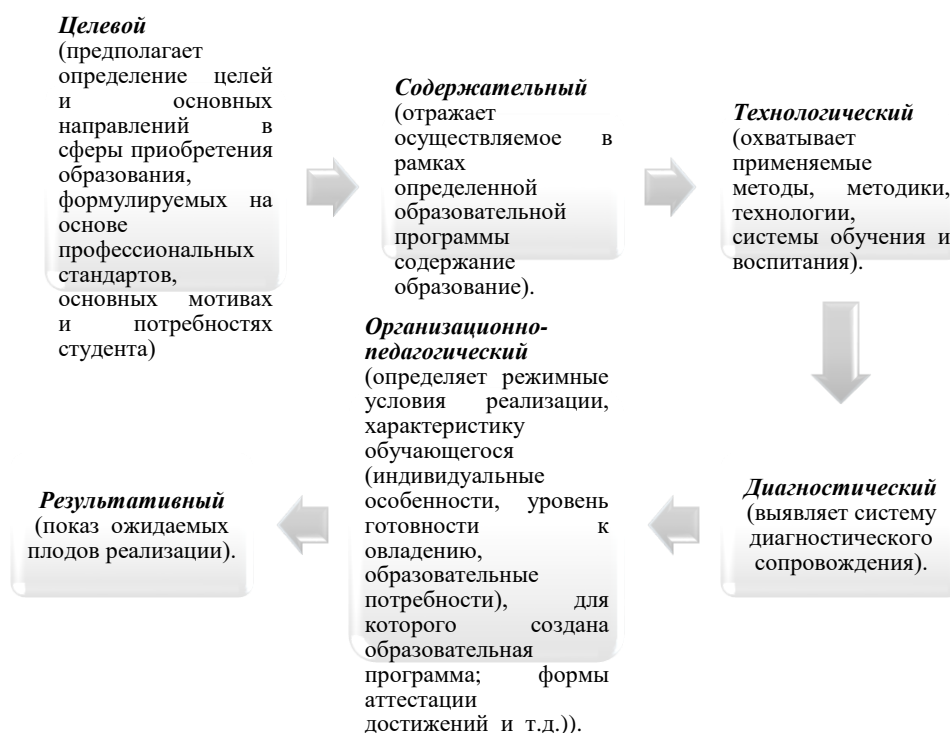 Целевой
(предполагает
определение целей
и основных
направлений в
сферы приобретения
образования,
формулируемых на
основе
профессиональных
стандартов,
основных мотивах
и потребностях
студента)
Содержательный
(отражает
осуществляемое в
рамках
определенной
образовательной
программы
содержание
образование).
Технологический
(охватывает
применяемые
методы, методики,
технологии,
системы обучения и
воспитания).
Диагностический
(выявляет систему
диагностического
сопровождения).
Организационно-
педагогический
(определяет режимные
условия реализации,
характеристику
обучающегося
(индивидуальные
особенности, уровень
готовности к
овладению,
образовательные
потребности), для
которого создана
образовательная
программа; формы
аттестации
достижений и т.д.)).
Результативный
(показ ожидаемых
плодов реализации).